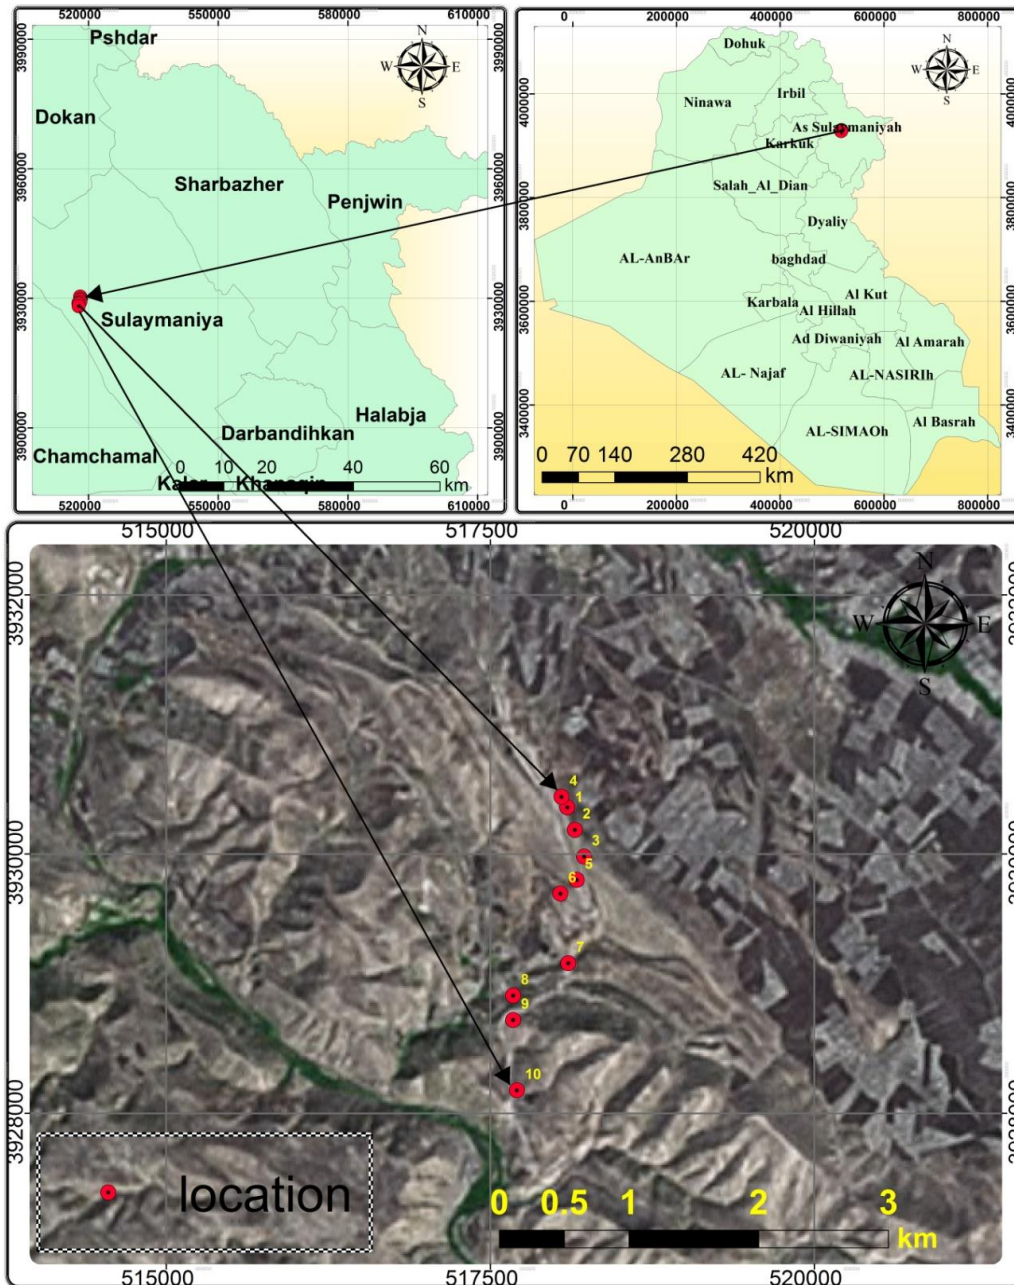 520000 550000 580000 610000
N
W E
S
Pshdar
Dokan
Sharbazher
Penjwin
Sulaymaniya
Halabja
Darbandihkan
Chamchamal
Kalar Khanaqin
0 10 20 40 60
km
3990000
3960000
3930000
3900000
3990000
3960000
3930000
3900000
520000 550000 580000 610000
0 200000 400000 600000 800000
N
W E
S
Dohuk
Irbil
Ninawa
As Sulaymaniyah
Karkuk
Salah_Al_Dian
Dyaliy
AL-AnBAr
baghdad
Al Kut
Karbala
Al Hillah
Ad Diwaniyah
Al Amarah
AL- Najaf
AL-NASIRIh
Al Basrah
AL-SIMAOh
0 70 140 280 420
km
4000000
3800000
3600000
3400000
4000000
3800000
3600000
3400000
0 200000 400000 600000 800000
515000 517500 520000
N
W E
S
3932000
3930000
3928000
3932000
3930000
3928000
4
1
2
3
5
6
7
8
9
10
location
0 0.5 1 2 3
km
515000 517500 520000